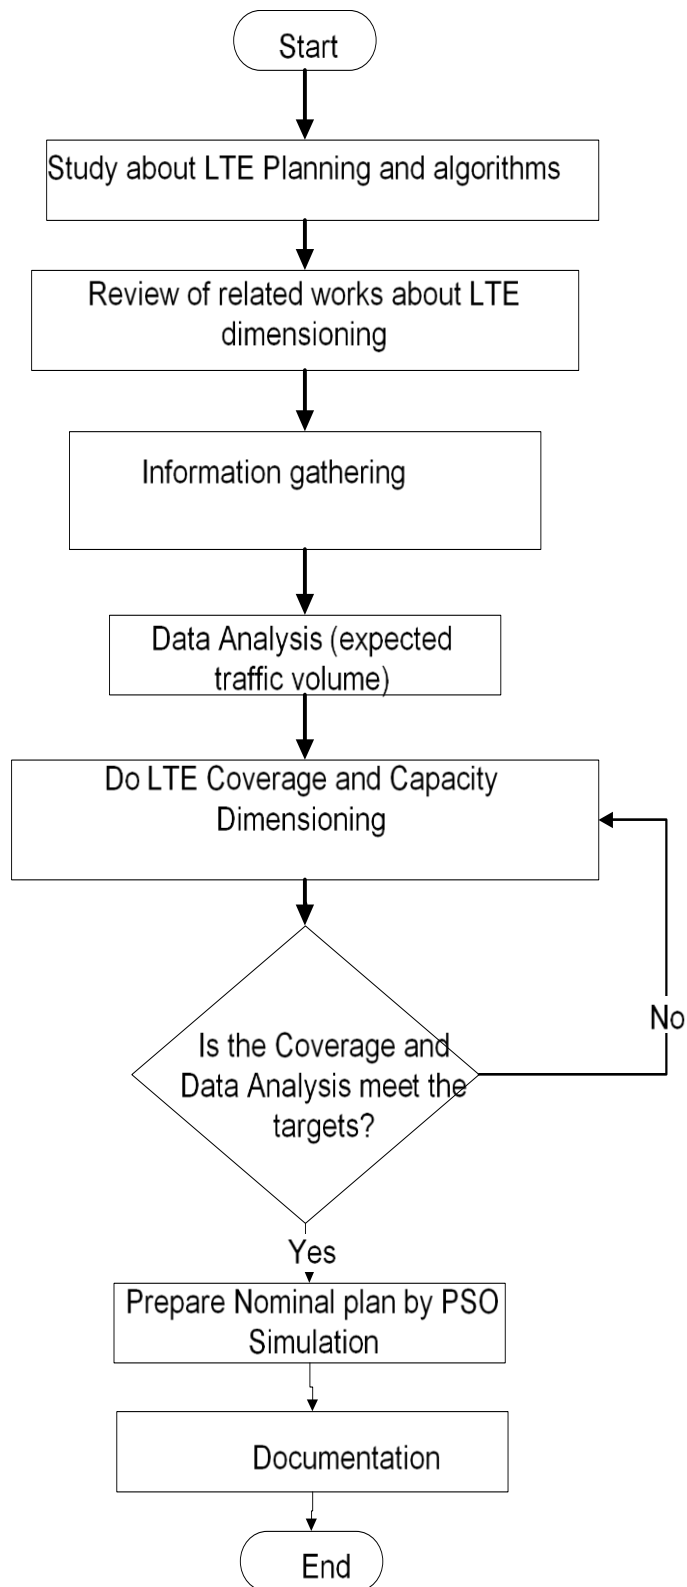 Start
Study about LTE Planning and algorithms
Review of related works about LTE
dimensioning
Information gathering
Data Analysis (expected
traffic volume)
Do LTE Coverage and Capacity
Dimensioning
No
Is the Coverage and
Data Analysis meet the
targets?
Yes
Prepare Nominal plan by PSO
Simulation
Documentation
End